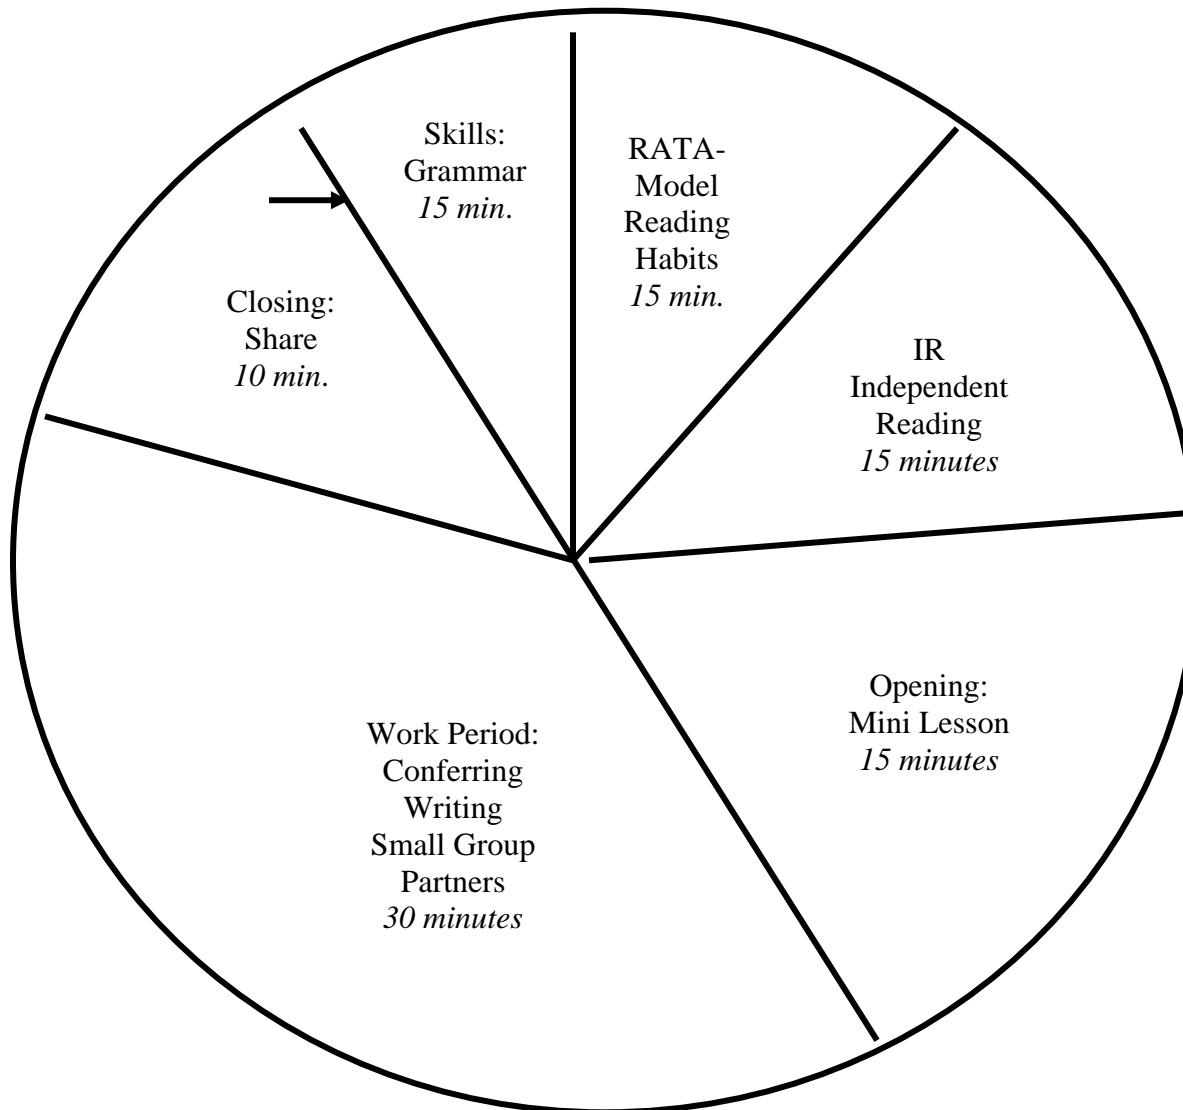 Skills:
Grammar
15 min.
RATA-
Model
Reading
Habits
15 min.
IR
Independent
Reading
15 minutes
Opening:
Mini Lesson
15 minutes
Work Period:
Conferring
Writing
Small Group
Partners
30 minutes
Closing:
Share
10 min.